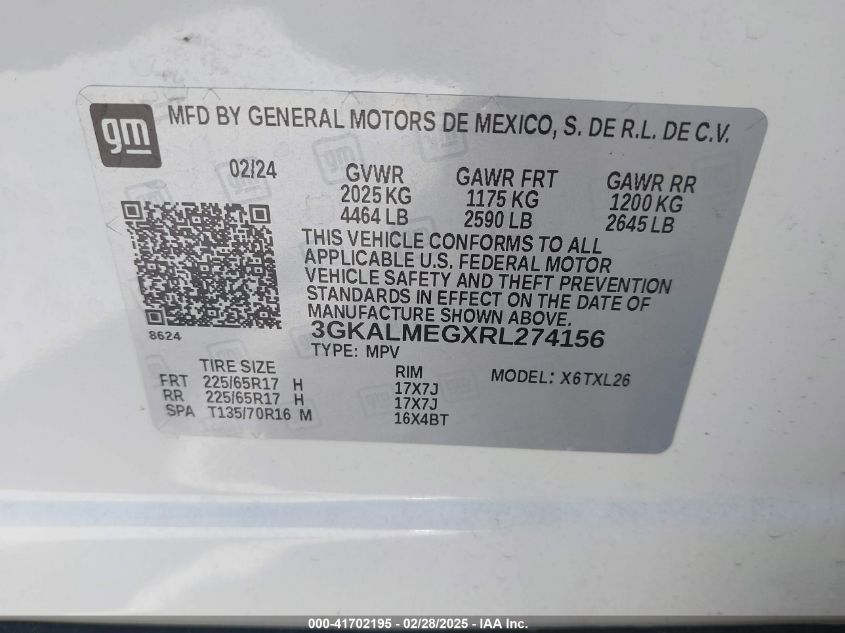 gm
MFD BY GENERAL MOTORS DE MEXICO, S. DE R.L. DE C.V.
02/24
GVWR
2025 KG
4464 LB
GAWR FRT
1175 KG
2590 LB
GAWR RR
1200 KG
2645 LB
THIS VEHICLE CONFORMS TO ALL
APPLICABLE U.S. FEDERAL MOTOR
VEHICLE SAFETY AND THEFT PREVENTION
STANDARDS IN EFFECT ON THE DATE OF
MANUFACTURE SHOWN ABOVE.
8624
3GKALMEGXRL274156
TYPE: MPV
TIRE SIZE RIM MODEL: X6TXL26
FRT 225/65R17 H 17X7J
RR 225/65R17 H 17X7J
SPA T135/70R16 M 16X4BT
000-41702195 - 02/28/2025 - IAA Inc.